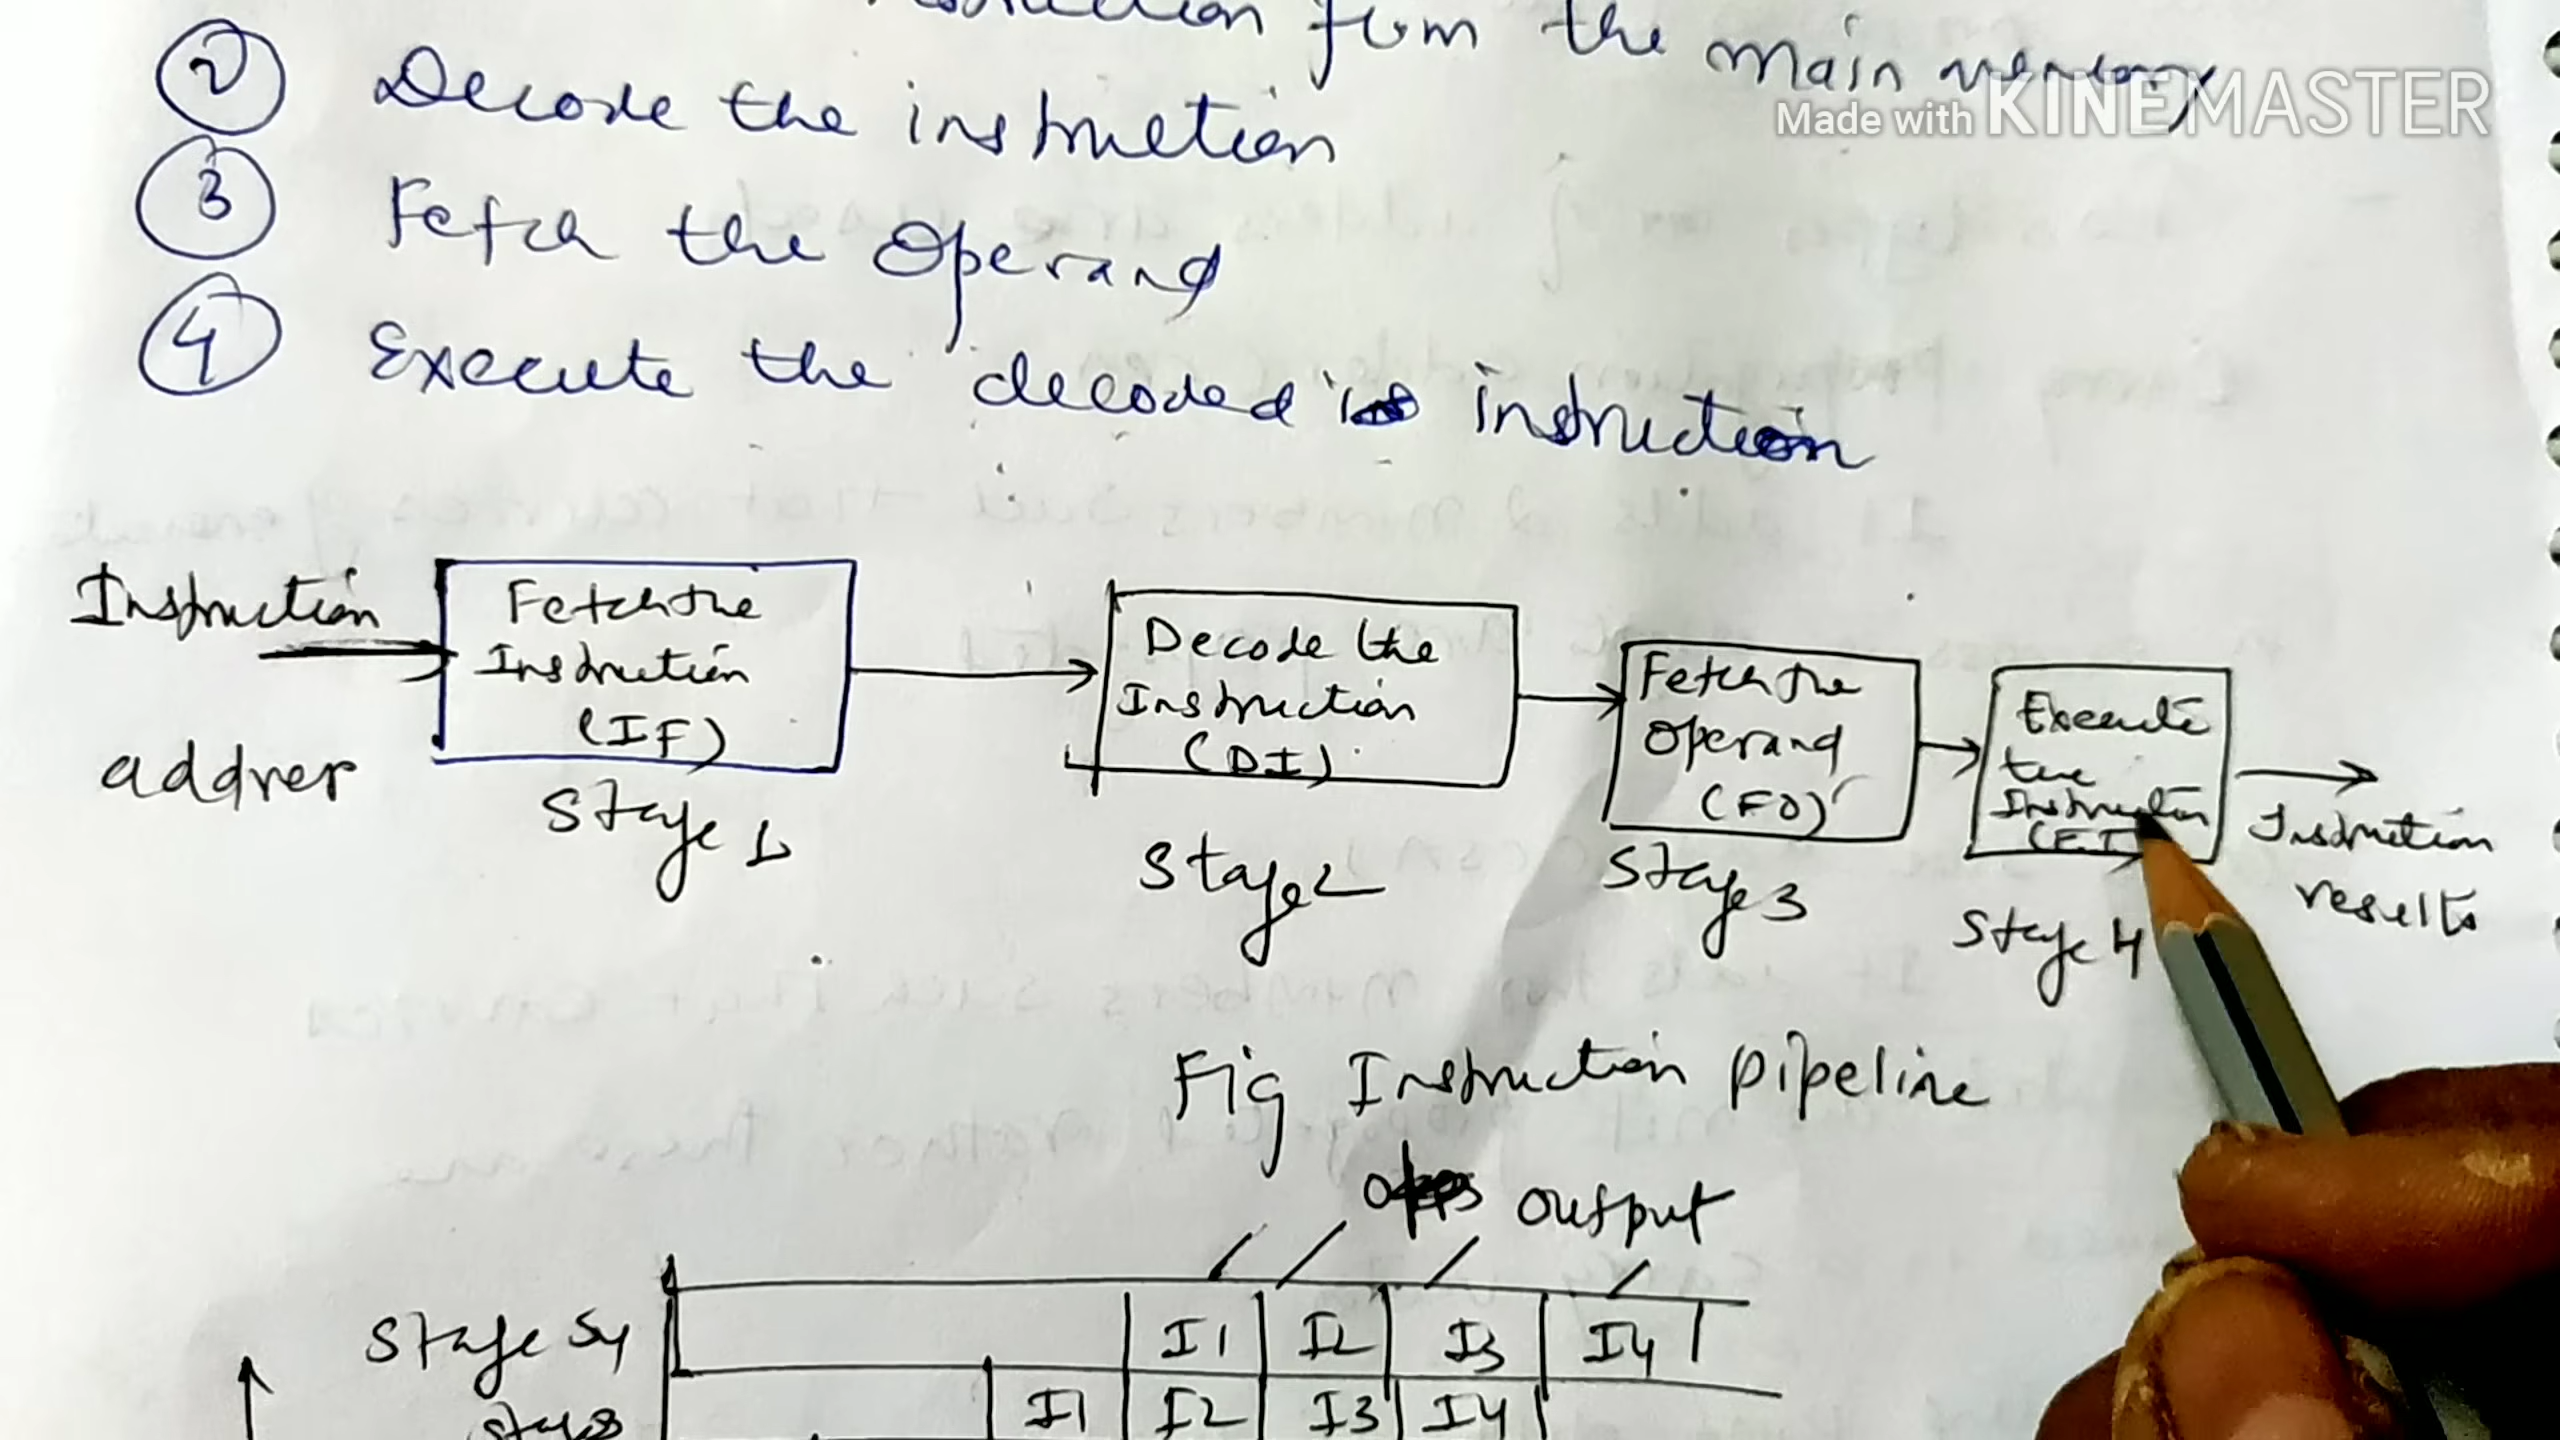 from the main memory
Made with KINEMASTER
2 Decode the instruction
3 Fetch the Operand
4 Execute the decoded instruction
Instruction
addres
Fetch the
Instruction
(IF)
Stage 1
Decode the
Instruction
(DI)
Stage 2
Fetch the
Operand
(FO)
Stage 3
Execute
the
Instruction
(EI
Stage 4
Instruction
results
Fig Instruction pipeline
output
Stage S4 I1 I2 I3 I4
I1 I2 I3 I4